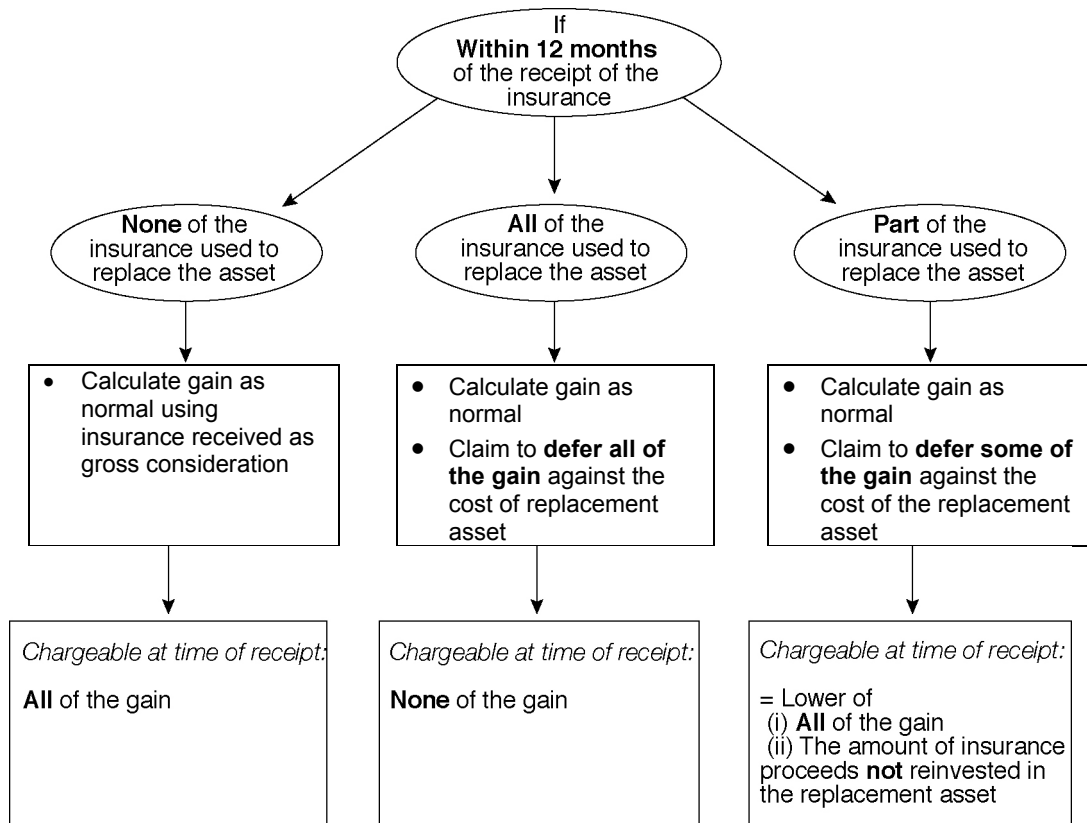 If
Within 12 months
of the receipt of the
insurance
None of the
insurance used to
replace the asset
All of the
insurance used to
replace the asset
Part of the
insurance used to
replace the asset
• Calculate gain as
normal using
insurance received as
gross consideration
• Calculate gain as
normal
• Claim to defer all of
the gain against the
cost of replacement
asset
• Calculate gain as
normal
• Claim to defer some
of the gain against the
cost of the replacement
asset
Chargeable at time of receipt:
All of the gain
Chargeable at time of receipt:
None of the gain
Chargeable at time of receipt:
= Lower of
(i) All of the gain
(ii) The amount of insurance
proceeds not reinvested in
the replacement asset